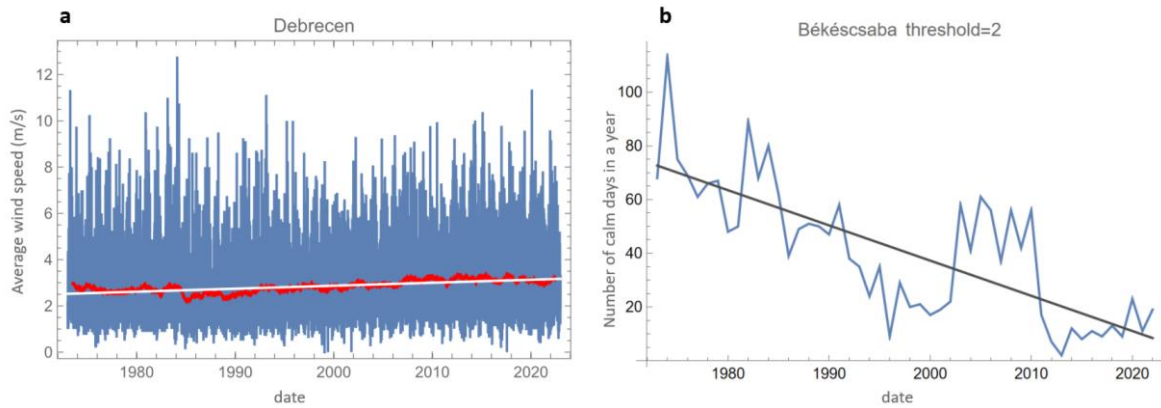 a
Debrecen
Average wind speed (m/s)
12
10
8
6
4
2
0
1980 1990 2000 2010 2020
date
b
Békéscsaba threshold=2
Number of calm days in a year
100
80
60
40
20
1980 1990 2000 2010 2020
date